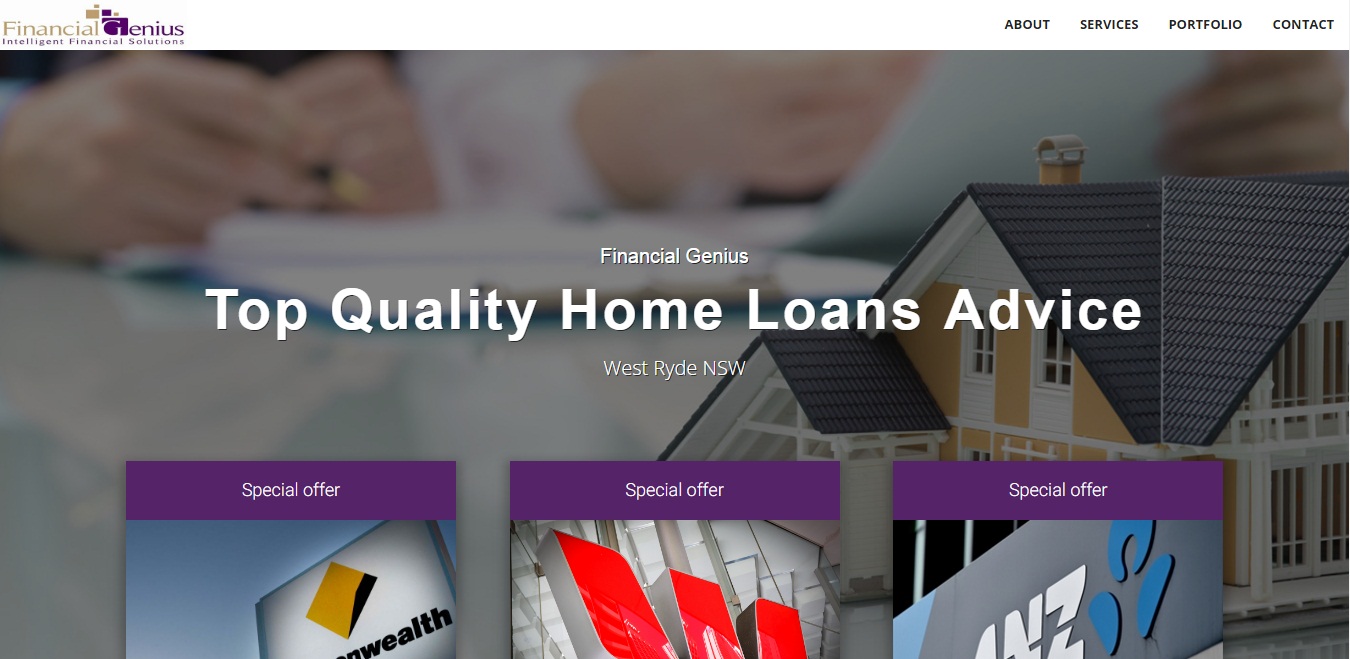 Financial Genius
Intelligent Financial Solutions
ABOUT SERVICES PORTFOLIO CONTACT
Financial Genius
Top Quality Home Loans Advice
West Ryde NSW
Special offer Special offer Special offer
onwealth
ANZ